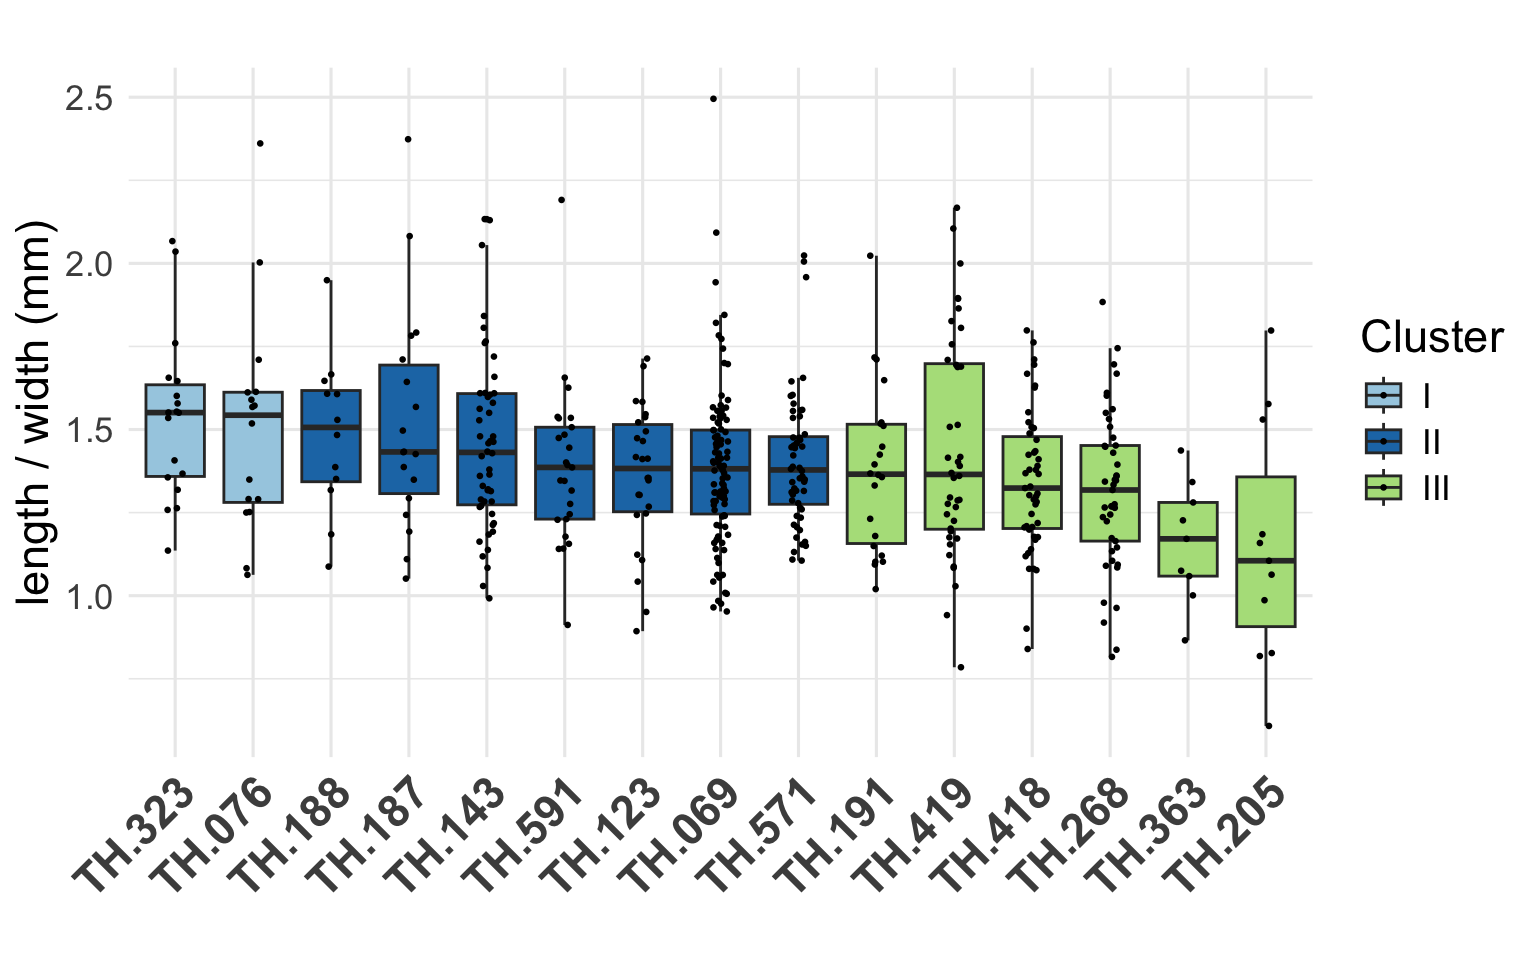 length / width (mm)
2.5
2.0
1.5
1.0
TH.323
TH.076
TH.188
TH.187
TH.143
TH.591
TH.123
TH.069
TH.571
TH.191
TH.419
TH.418
TH.268
TH.363
TH.205
Cluster
I
II
III